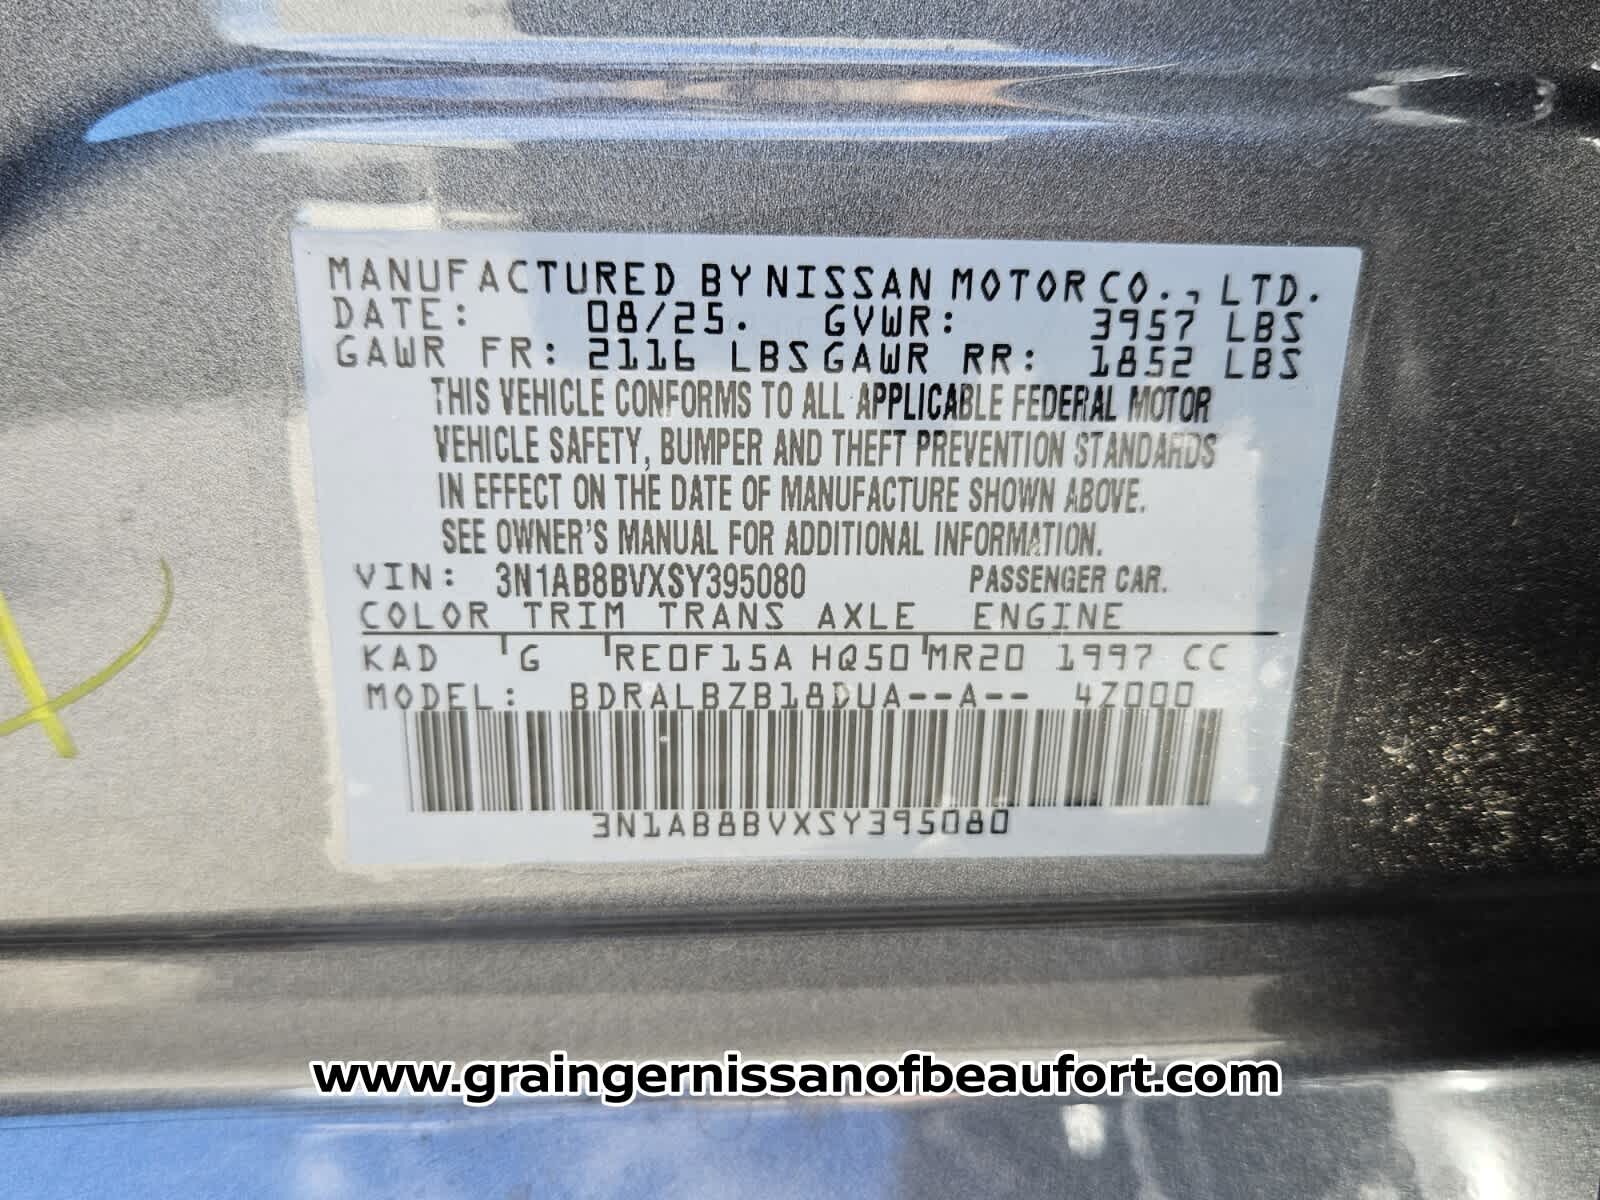 MANUFACTURED BY NISSAN MOTOR CO., LTD.
DATE: 08/25. GVWR: 3957 LBS
GAWR FR: 2116 LBS GAWR RR: 1852 LBS
THIS VEHICLE CONFORMS TO ALL APPLICABLE FEDERAL MOTOR
VEHICLE SAFETY, BUMPER AND THEFT PREVENTION STANDARDS
IN EFFECT ON THE DATE OF MANUFACTURE SHOWN ABOVE.
SEE OWNER'S MANUAL FOR ADDITIONAL INFORMATION.
VIN: 3N1AB8BVXSY395080 PASSENGER CAR.
COLOR TRIM TRANS AXLE ENGINE
KAD G RE0F15A HQ50 MR20 1997 CC
MODEL: BDRALBZB18DUA--A-- 4Z000
3N1AB8BVXSY395080
www.graingernissanofbeaufort.com